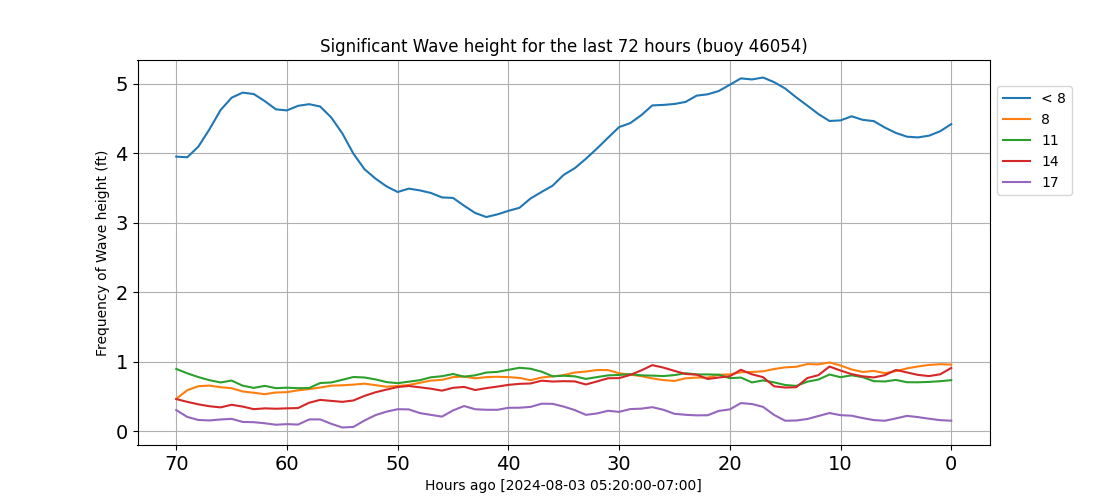 Significant Wave height for the last 72 hours (buoy 46054)
Frequency of Wave height (ft)
5
4
3
2
1
0
70 60 50 40 30 20 10 0
Hours ago [2024-08-03 05:20:00-07:00]
< 8
8
11
14
17